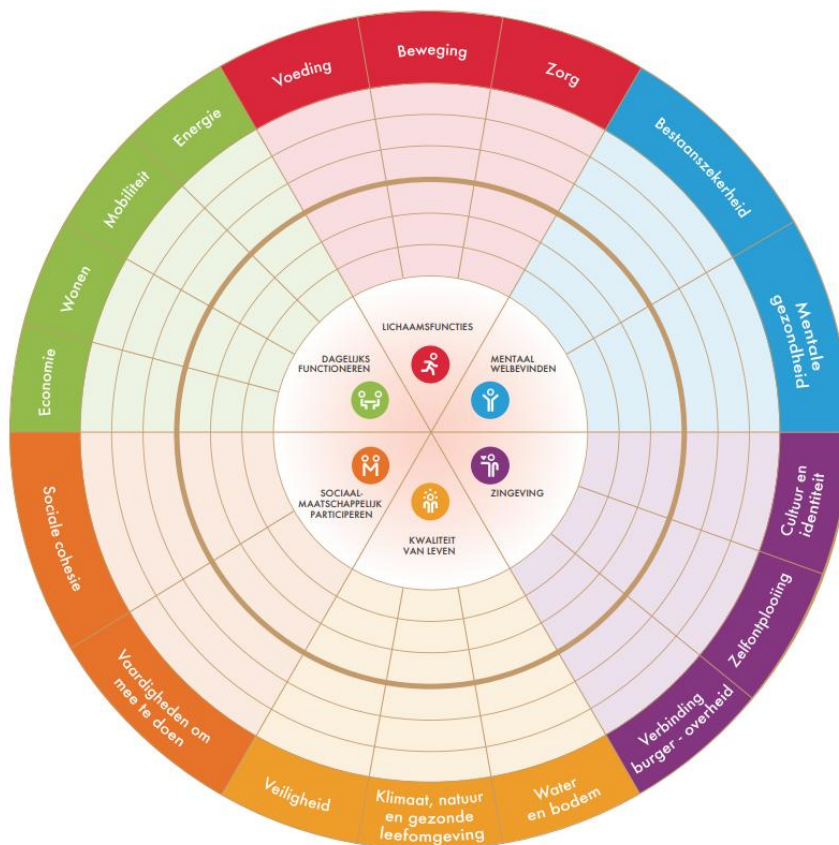 Voeding
Beweging
Zorg
Bestaanszekerheid
Mentale
gezondheid
Cultuur en
identiteit
Zelfontplooiing
Verbinding
burger - overheid
Water
en bodem
Klimaat, natuur
en gezonde
leefomgeving
Veiligheid
Vaardigheden om
mee te doen
Sociale cohesie
Economie
Wonen
Mobiliteit
Energie
LICHAAMSFUNCTIES
MENTAAL
WELBEVINDEN
ZINGEVING
KWALITEIT
VAN LEVEN
SOCIAAL-
MAATSCHAPPELIJK
PARTICIPEREN
DAGELIJKS
FUNCTIONEREN